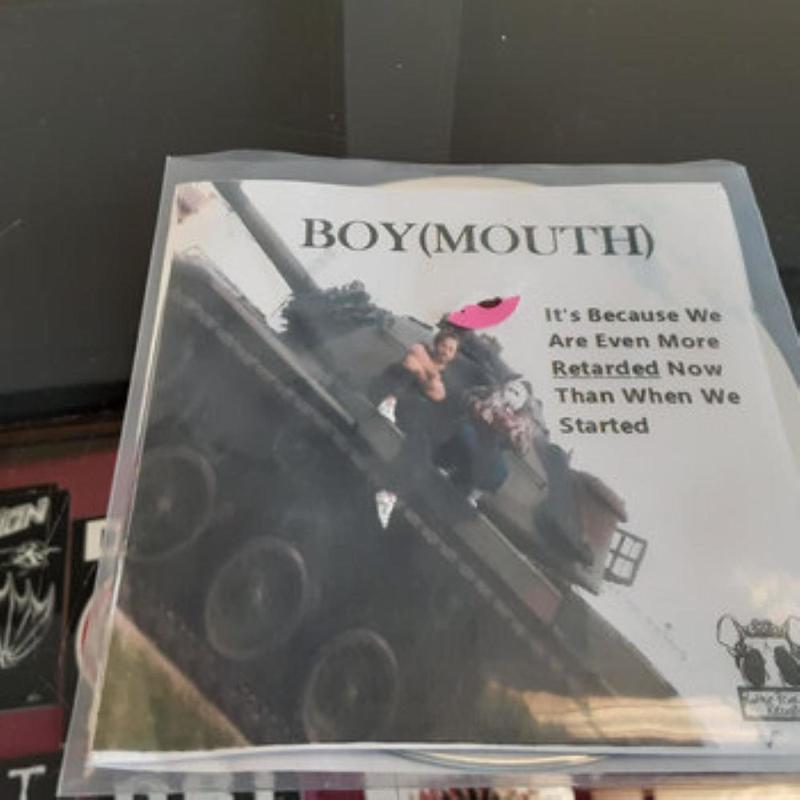 BOY(MOUTH)
It's Because We
Are Even More
Retarded Now
Than When We
Started